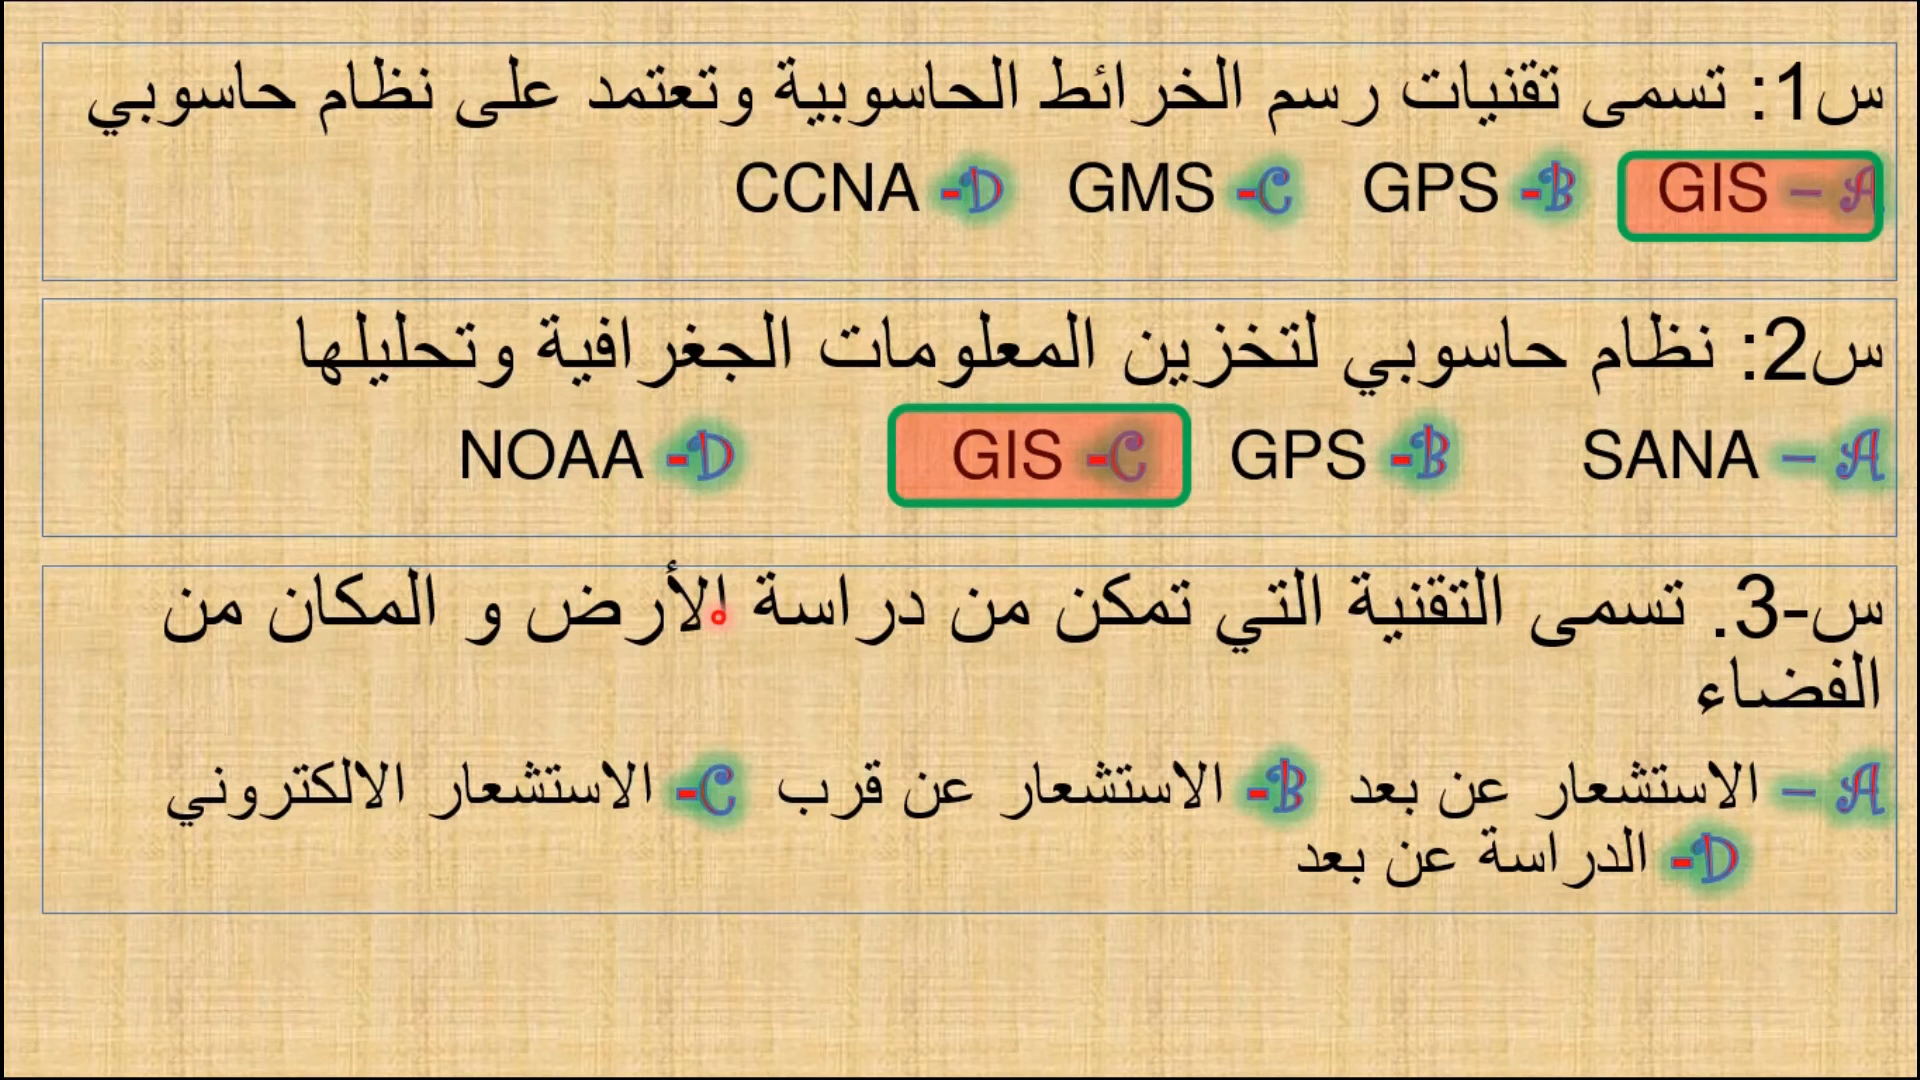 س1: تسمى تقنيات رسم الخرائط الحاسوبية وتعتمد على نظام حاسوبي
A – GIS B- GPS C- GMS D- CCNA
س2: نظام حاسوبي لتخزين المعلومات الجغرافية وتحليلها
A – SANA B- GPS C- GIS D- NOAA
س-3. تسمى التقنية التي تمكن من دراسة الأرض و المكان من
الفضاء
A – الاستشعار عن بعد B- الاستشعار عن قرب C- الاستشعار الالكتروني
D- الدراسة عن بعد